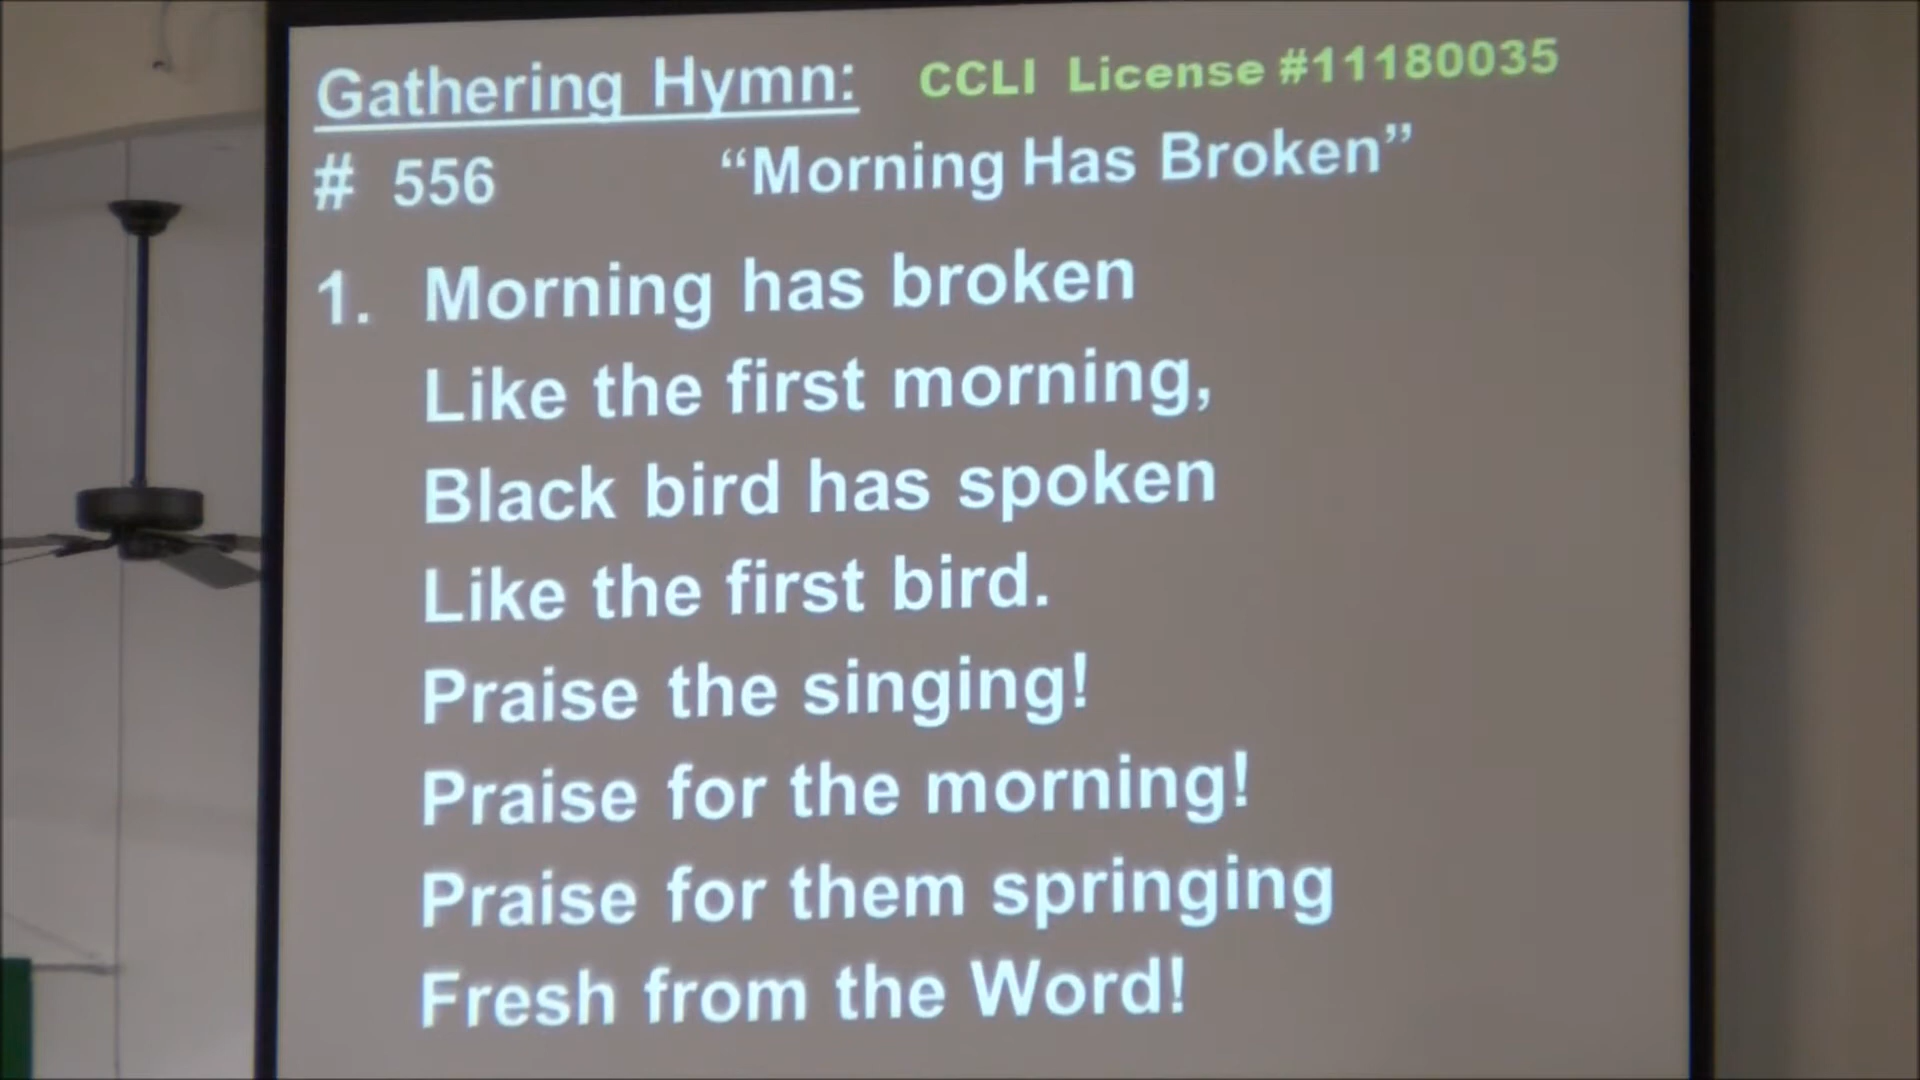 Gathering Hymn: CCLI License #11180035
# 556 “Morning Has Broken”
1. Morning has broken
Like the first morning,
Black bird has spoken
Like the first bird.
Praise the singing!
Praise for the morning!
Praise for them springing
Fresh from the Word!